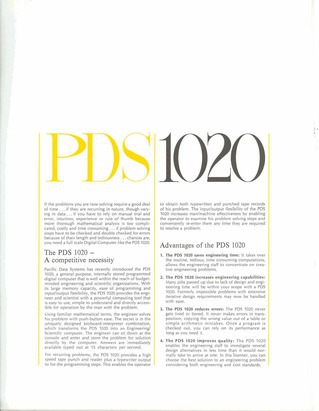 PDS 1020
If the problems you are now solving require a good deal
of time . . . if they are recurring in nature, though vary-
ing in data . . . if you have to rely on manual trial and
error, intuition, experience or rule of thumb because
more thorough mathematical analysis is too compli-
cated, costly and time consuming . . . if problem solving
steps have to be checked and double checked for errors
because of their length and tediousness . . . chances are,
you need a full scale Digital Computer like the PDS 1020.
The PDS 1020 –
A competitive necessity
Pacific Data Systems has recently introduced the PDS
1020, a general purpose, internally stored programmed
digital computer that is well within the reach of budget-
minded engineering and scientific organizations. With
its large memory capacity, ease of programming and
input/output flexibility, the PDS 1020 provides the engi-
neer and scientist with a powerful computing tool that
is easy to use, simple to understand and directly acces-
sible for operation by the man with the problem.
Using familiar mathematical terms, the engineer solves
his problem with push-button ease. The secret is in the
uniquely designed keyboard-interpreter combination,
which transforms the PDS 1020 into an Engineering/
Scientific computer. The engineer can sit down at the
console and enter and store the problem for solution
directly by the computer. Answers are immediately
available typed out at 15 characters per second.
For recurring problems, the PDS 1020 provides a high
speed tape punch and reader plus a typewriter output
to for the programming steps. This enables the operator
to obtain both typewritten and punched tape records
of his problem. The input/output flexibility of the PDS
1020 increases man/machine effectiveness by enabling
the operator to monitor his problem solving steps and
conveniently re-enter them any time they are required
to resolve a problem.
Advantages of the PDS 1020
1. The PDS 1020 saves engineering time: It takes over
the routine, tedious, time consuming computations,
allows the engineering staff to concentrate on crea-
tive engineering problems.
2. The PDS 1020 increases engineering capabilities:
Many jobs passed up due to lack of design and engi-
neering time will be within your scope with a PDS
1020. Formerly impossible problems with extensive
iterative design requirements may now be handled
with ease.
3. The PDS 1020 reduces errors: The PDS 1020 never
gets tired or bored. It never makes errors in trans-
position, copying the wrong value out of a table or
simple arithmetic mistakes. Once a program is
checked out, you can rely on its performance as
long as you need it.
4. The PDS 1020 improves quality: The PDS 1020
enables the engineering staff to investigate several
design alternatives in less time than it would nor-
mally take to arrive at one. In this manner, you can
choose the best solution to an engineering problem
considering both engineering and cost standards.